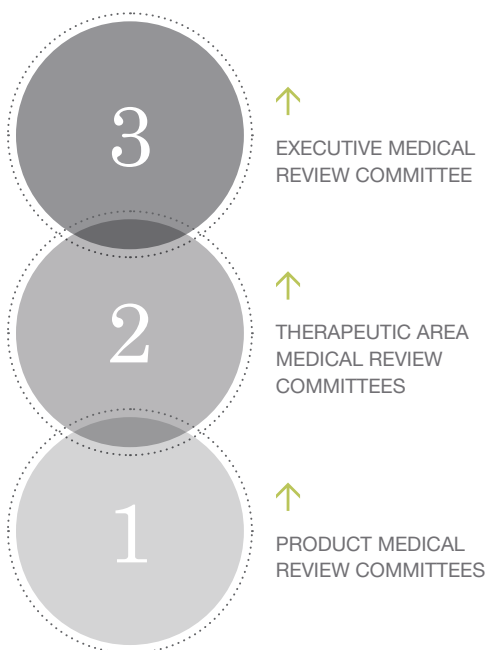 3
EXECUTIVE MEDICAL
REVIEW COMMITTEE
2
THERAPEUTIC AREA
MEDICAL REVIEW
COMMITTEES
1
PRODUCT MEDICAL
REVIEW COMMITTEES